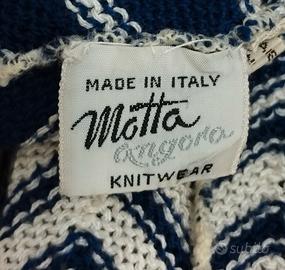 MADE IN ITALY
Motta
angora
KNITWEAR
subito